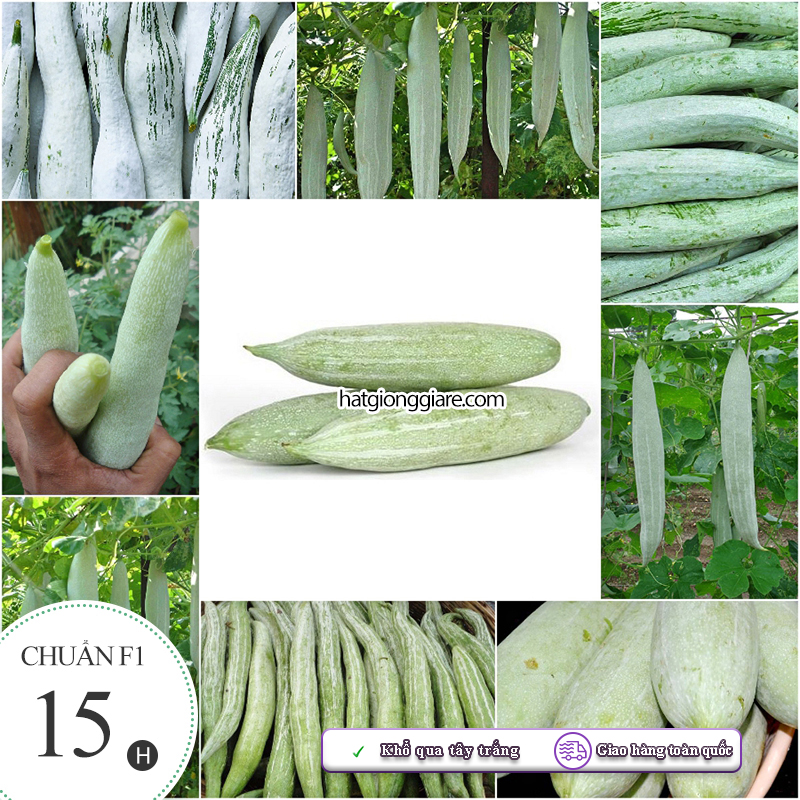 hatgionggiare.com
CHUẨN F1
15
H
✓ Khổ qua tây trắng
Giao hàng toàn quốc